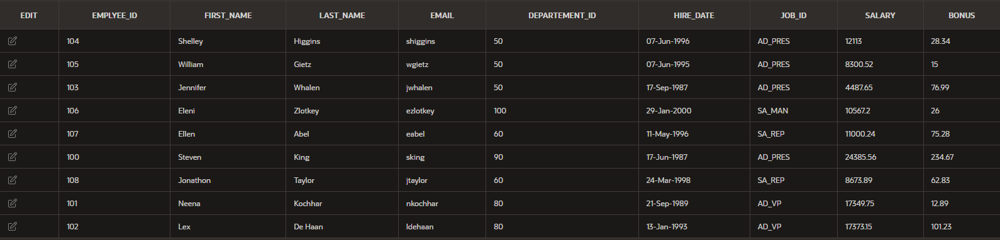 EDIT EMPLYEE_ID FIRST_NAME LAST_NAME EMAIL DEPARTEMENT_ID HIRE_DATE JOB_ID SALARY BONUS
104 Shelley Higgins shiggins 50 07-Jun-1996 AD_PRES 12113 28.34
105 William Gietz wgietz 50 07-Jun-1995 AD_PRES 8300.52 15
103 Jennifer Whalen jwhalen 50 17-Sep-1987 AD_PRES 4487.65 76.99
106 Eleni Zlotkey ezlotkey 100 29-Jan-2000 SA_MAN 10567.2 26
107 Ellen Abel eabel 60 11-May-1996 SA_REP 11000.24 75.28
100 Steven King sking 90 17-Jun-1987 AD_PRES 24385.56 234.67
108 Jonathon Taylor jtaylor 60 24-Mar-1998 SA_REP 8673.89 62.83
101 Neena Kochhar nkochhar 80 21-Sep-1989 AD_VP 17349.75 12.89
102 Lex De Haan ldehaan 80 13-Jan-1993 AD_VP 17373.15 101.23